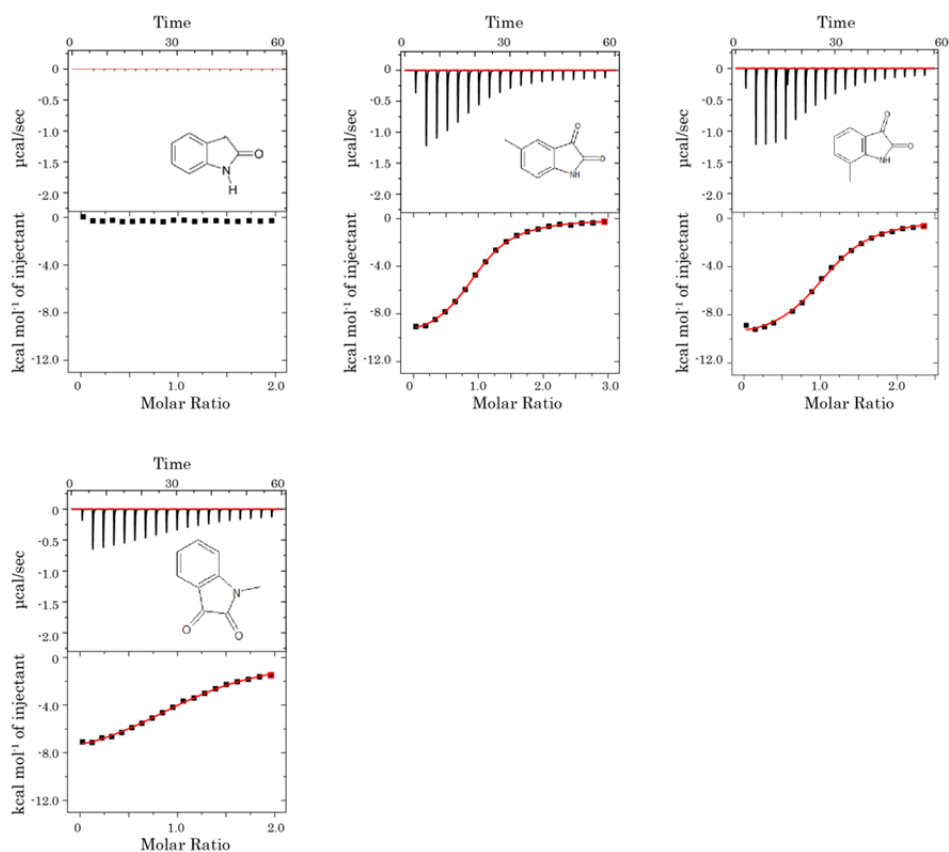 Time
0 30 60
0
-0.5
-1.0
-1.5
-2.0
µcal/sec
O
N
H
0
-4.0
-8.0
-12.0
kcal mol⁻¹ of injectant
0 1.0 2.0
Molar Ratio
Time
0 30 60
0
-0.5
-1.0
-1.5
-2.0
µcal/sec
O
O
NH
0
-4.0
-8.0
-12.0
kcal mol⁻¹ of injectant
0 1.0 2.0 3.0
Molar Ratio
Time
0 30 60
0
-0.5
-1.0
-1.5
-2.0
µcal/sec
O
O
NH
0
-4.0
-8.0
-12.0
kcal mol⁻¹ of injectant
0 1.0 2.0
Molar Ratio
Time
0 30 60
0
-0.5
-1.0
-1.5
-2.0
µcal/sec
N
O
O
0
-4.0
-8.0
-12.0
kcal mol⁻¹ of injectant
0 1.0 2.0
Molar Ratio